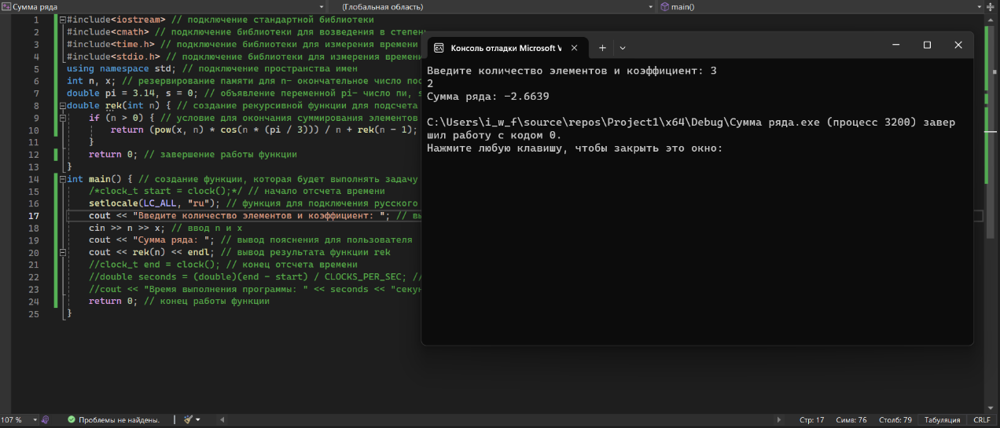 Сумма ряда (Глобальная область) main()
1 #include<iostream> // подключение стандартной библиотеки
2 #include<cmath> // подключение библиотеки для возведения в степень
3 #include<time.h> // подключение библиотеки для измерения времени
4 #include<stdio.h> // подключение библиотеки для измерения времени
5 using namespace std; // подключение пространства имен
6 int n, x; // резервирование памяти для n- окончательное число пос
7 double pi = 3.14, s = 0; // объявление переменной pi- число пи, s
8 double rek(int n) { // создание рекурсивной функции для подсчета
9 if (n > 0) { // условие для окончания суммирования элементов
10 return (pow(x, n) * cos(n * (pi / 3))) / n + rek(n - 1);
11 }
12 return 0; // завершение работы функции
13 }
14 int main() { // создание функции, которая будет выполнять задачу
15 /*clock_t start = clock();*/ // начало отсчета времени
16 setlocale(LC_ALL, "ru"); // функция для подключения русского
17 cout << "Введите количество элементов и коэффициент: "; // вы
18 cin >> n >> x; // ввод n и x
19 cout << "Сумма ряда: "; // вывод пояснения для пользователя
20 cout << rek(n) << endl; // вывод результата функции rek
21 //clock_t end = clock(); // конец отсчета времени
22 //double seconds = (double)(end - start) / CLOCKS_PER_SEC; //
23 //cout << "Время выполнения программы: " << seconds << "секун
24 return 0; // конец работы функции
25 }
Консоль отладки Microsoft V
Введите количество элементов и коэффициент: 3
2
Сумма ряда: -2.6639
C:\Users\i_w_f\source\repos\Project1\x64\Debug\Сумма ряда.exe (процесс 3200) завер
шил работу с кодом 0.
Нажмите любую клавишу, чтобы закрыть это окно:
107 % Проблемы не найдены. Стр: 17 Симв: 76 Столб: 79 Табуляция CRLF